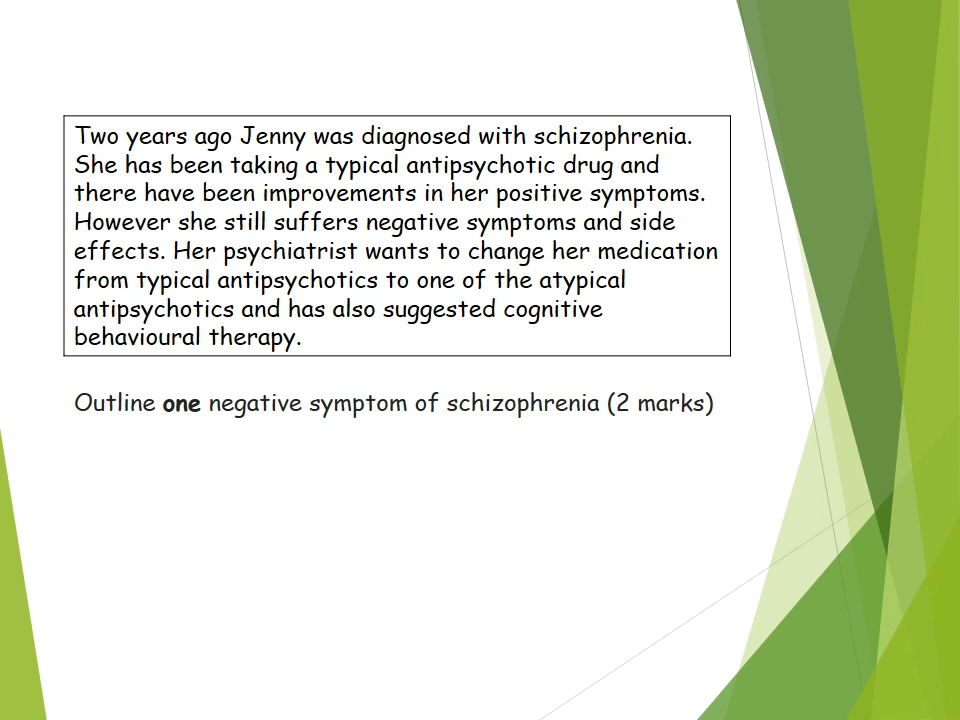 Two years ago Jenny was diagnosed with schizophrenia.
She has been taking a typical antipsychotic drug and
there have been improvements in her positive symptoms.
However she still suffers negative symptoms and side
effects. Her psychiatrist wants to change her medication
from typical antipsychotics to one of the atypical
antipsychotics and has also suggested cognitive
behavioural therapy.
Outline one negative symptom of schizophrenia (2 marks)